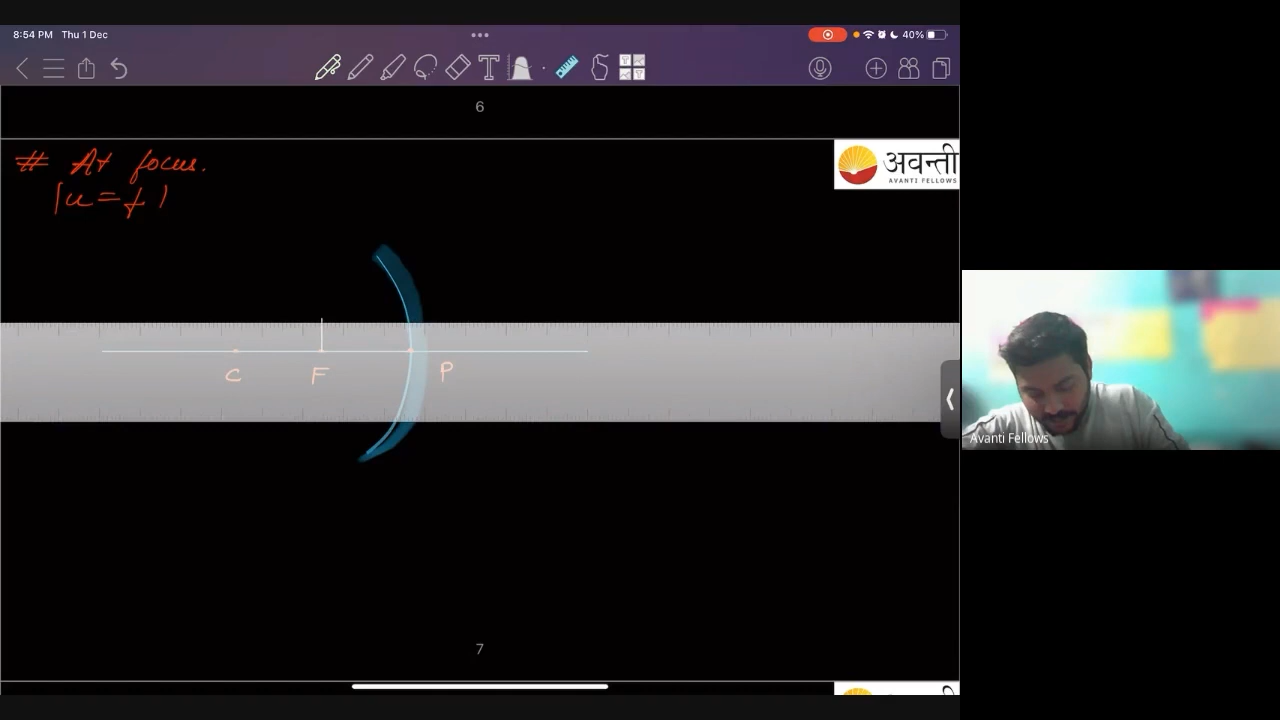 8:54 PM Thu 1 Dec
40%
6
# At focus.
(u = f)
अवन्ती
AVANTI FELLOWS
C F P
Avanti Fellows
7